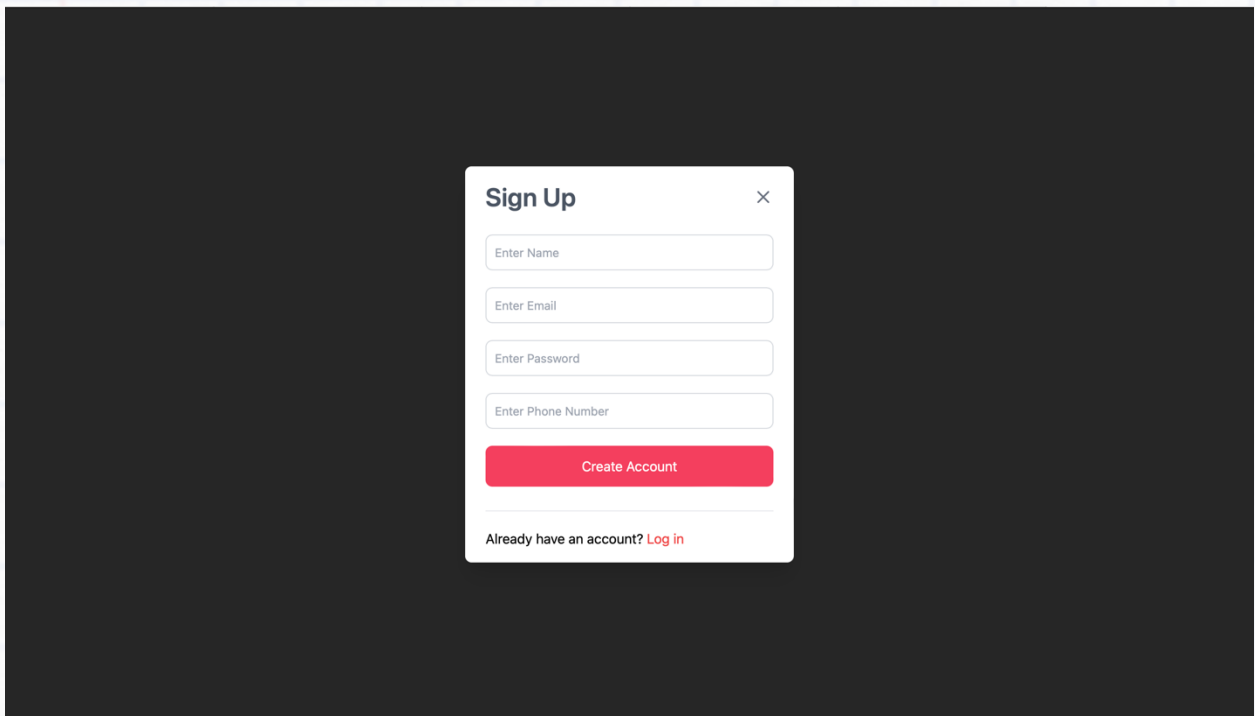 Sign Up
Enter Name
Enter Email
Enter Password
Enter Phone Number
Create Account
Already have an account? Log in